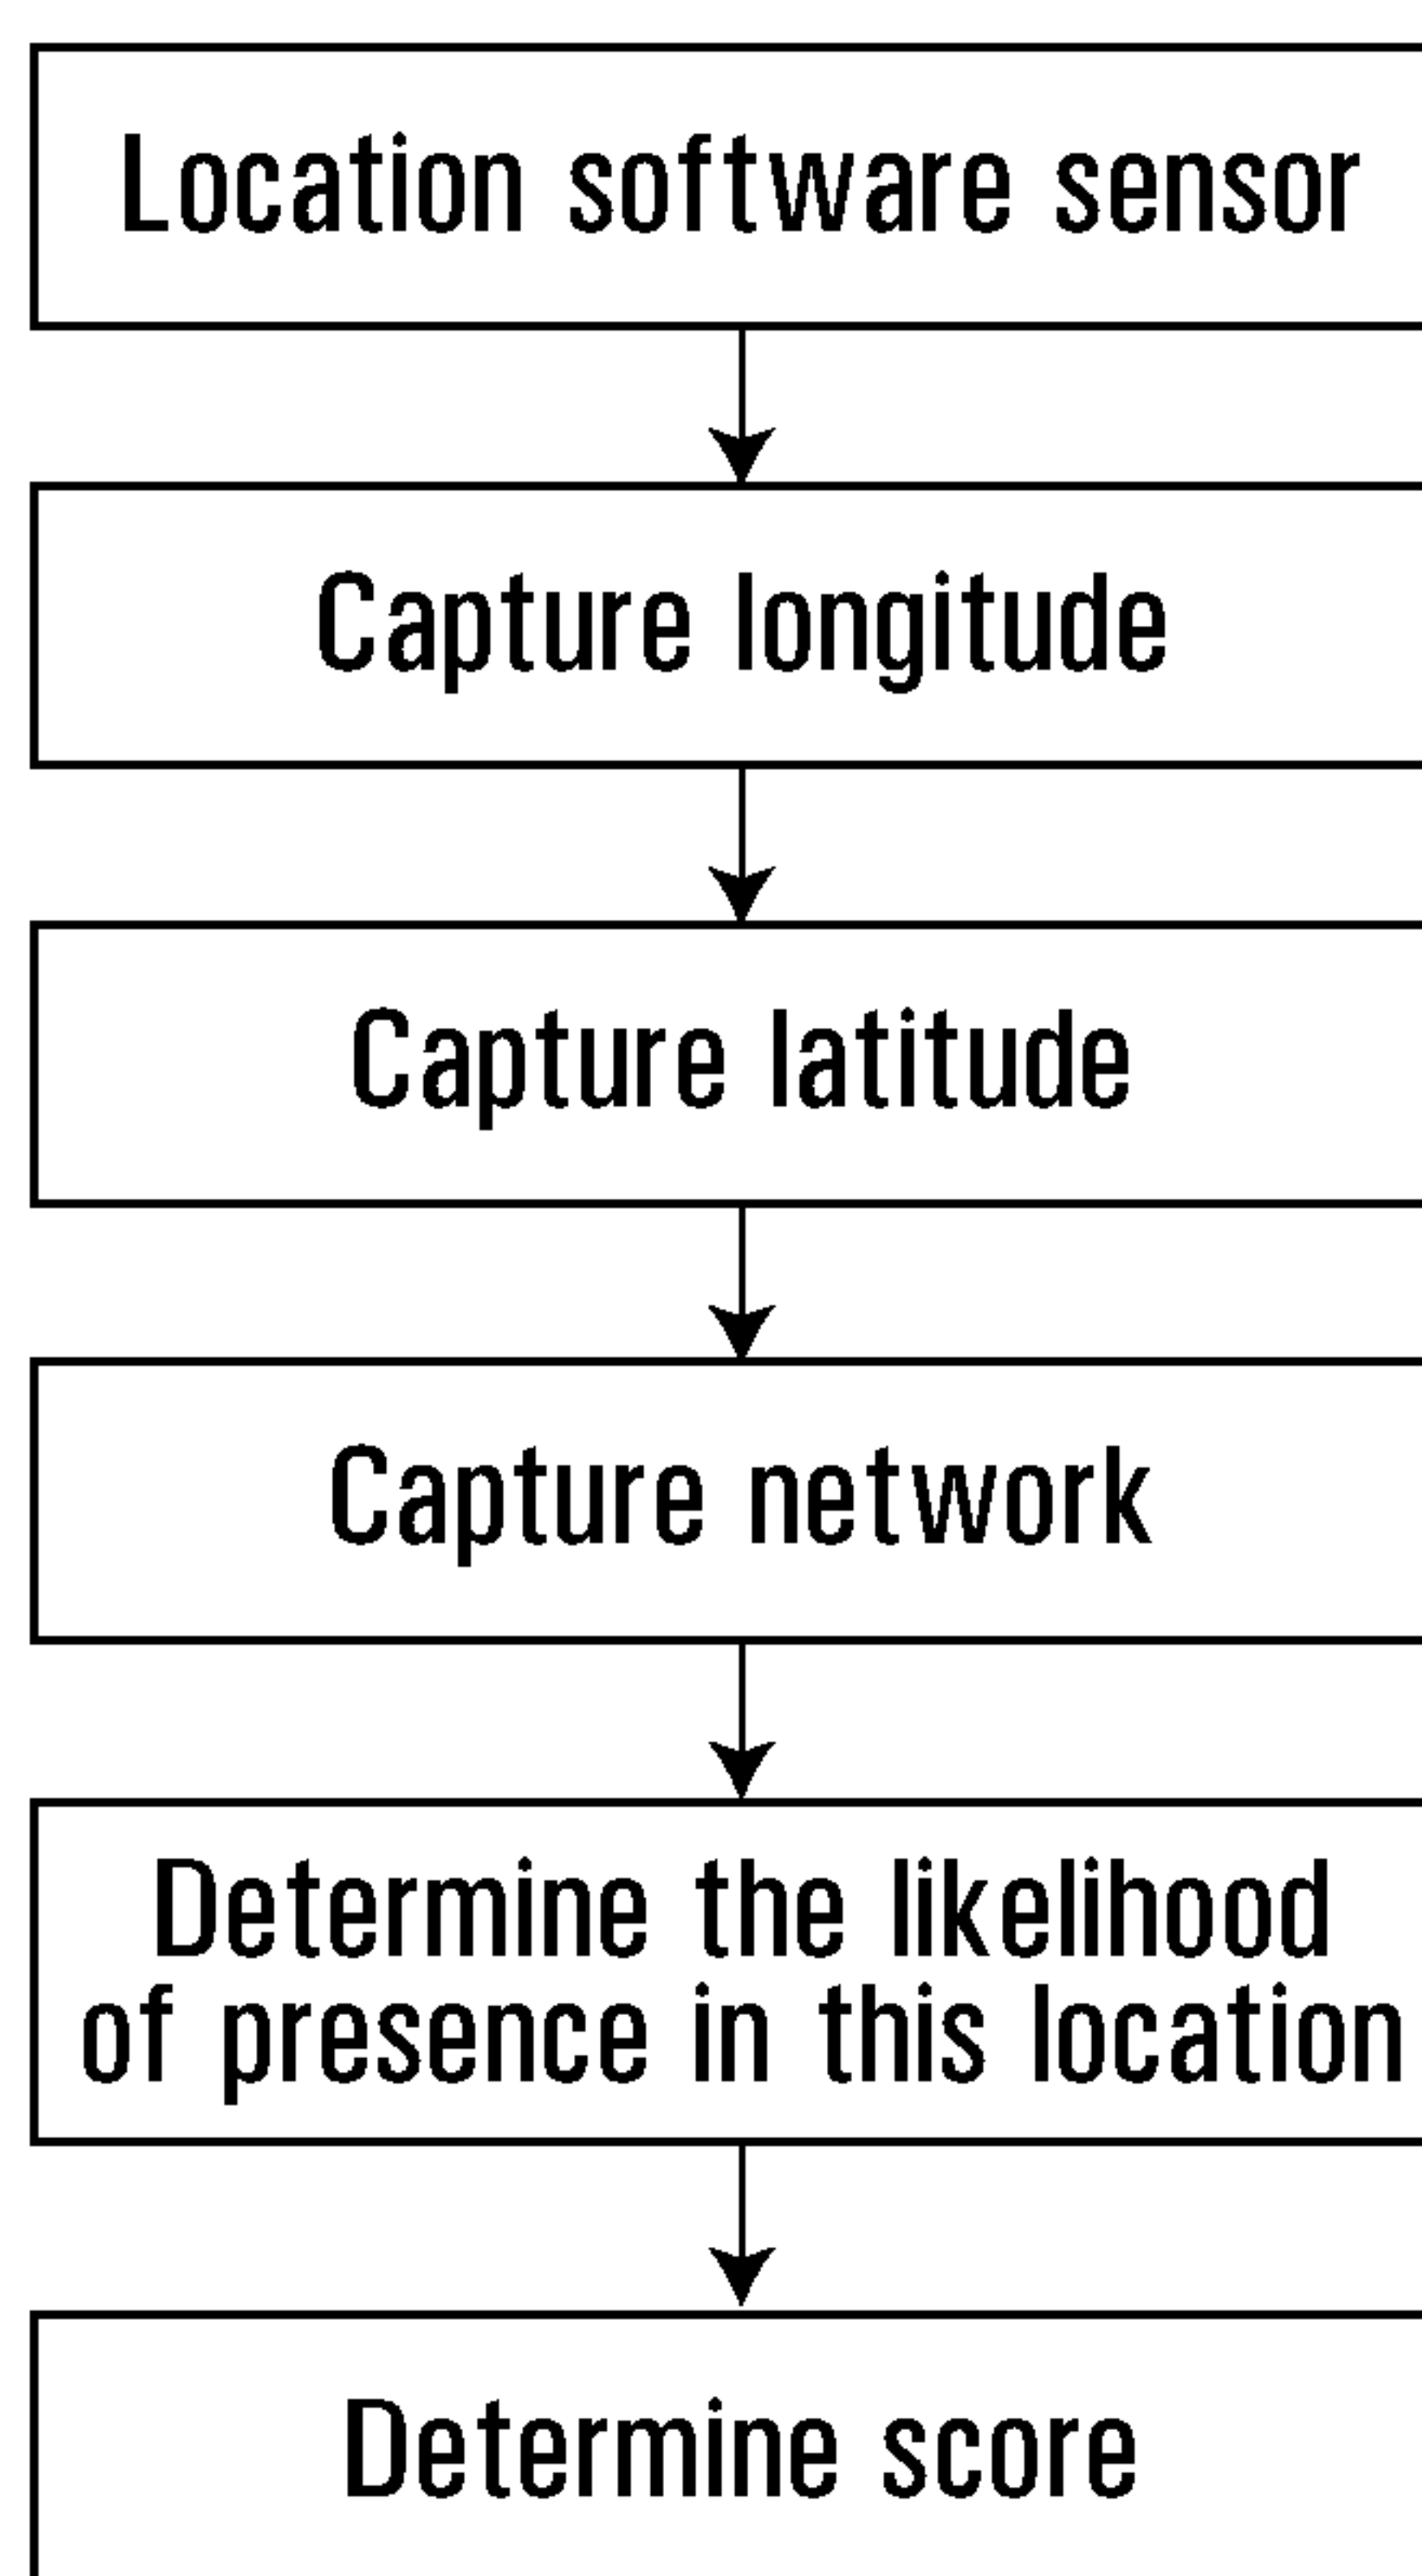 Location software sensor
Capture longitude
Capture latitude
Capture network
Determine the likelihood
of presence in this location
Determine score